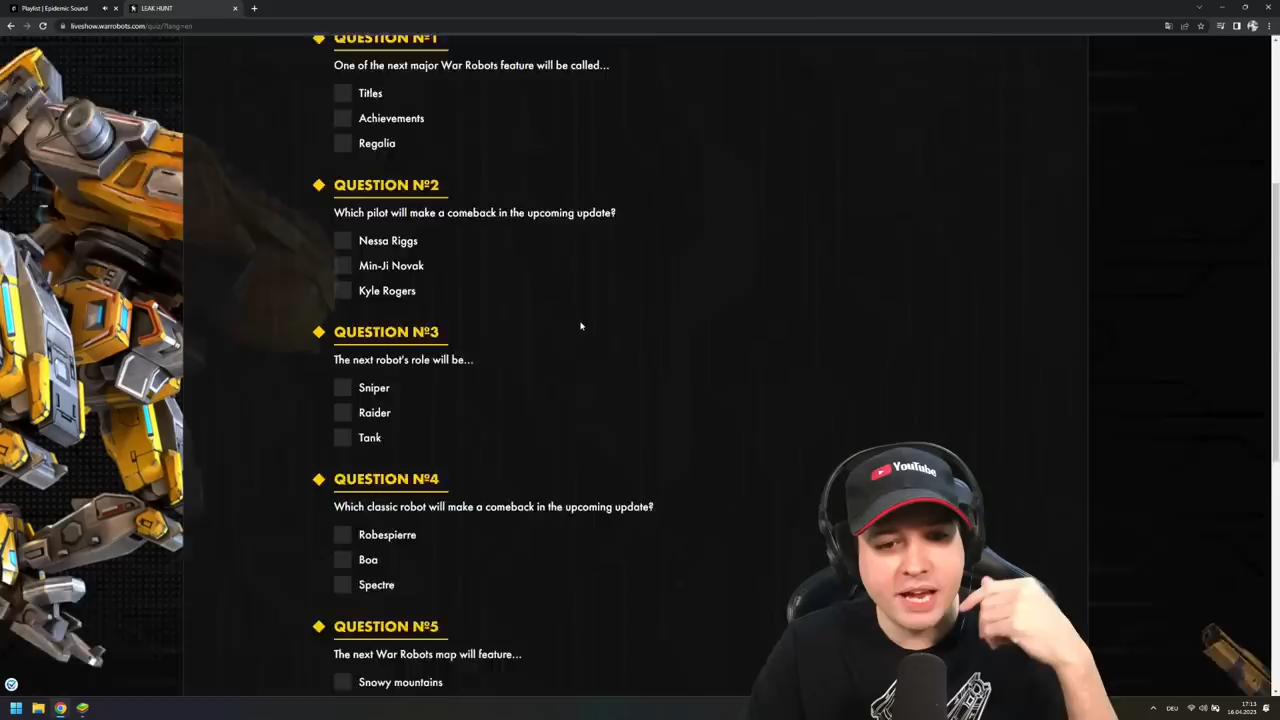 Playlist | Epidemic Sound
LEAK HUNT
liveshow.warrobots.com/quiz/?lang=en
QUESTION Nº1
One of the next major War Robots feature will be called...
Titles
Achievements
Regalia
QUESTION Nº2
Which pilot will make a comeback in the upcoming update?
Nessa Riggs
Min-Ji Novak
Kyle Rogers
QUESTION Nº3
The next robot's role will be...
Sniper
Raider
Tank
QUESTION Nº4
Which classic robot will make a comeback in the upcoming update?
Robespierre
Boa
Spectre
QUESTION Nº5
The next War Robots map will feature...
Snowy mountains
YouTube
DEU
17:13
16.04.2023